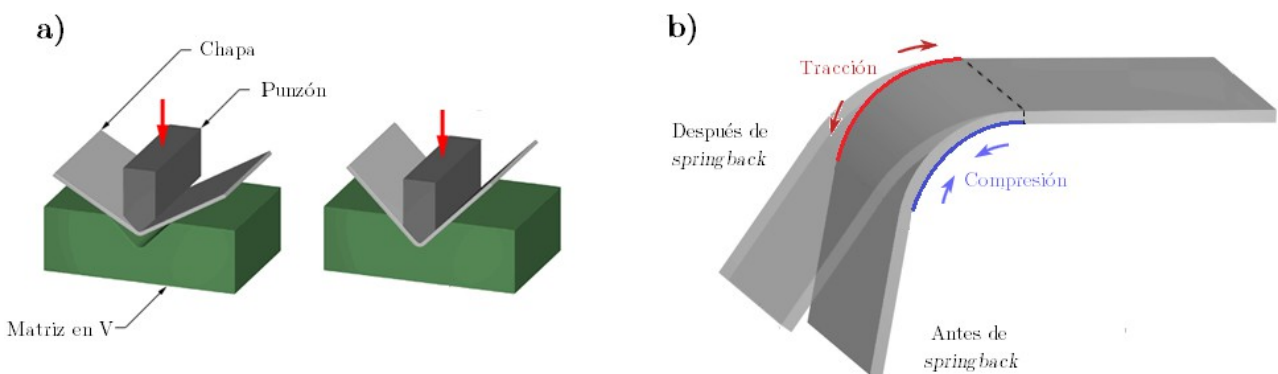 a)
Chapa
Punzón
Matriz en V
b)
Tracción
Después de
springback
Compresión
Antes de
springback